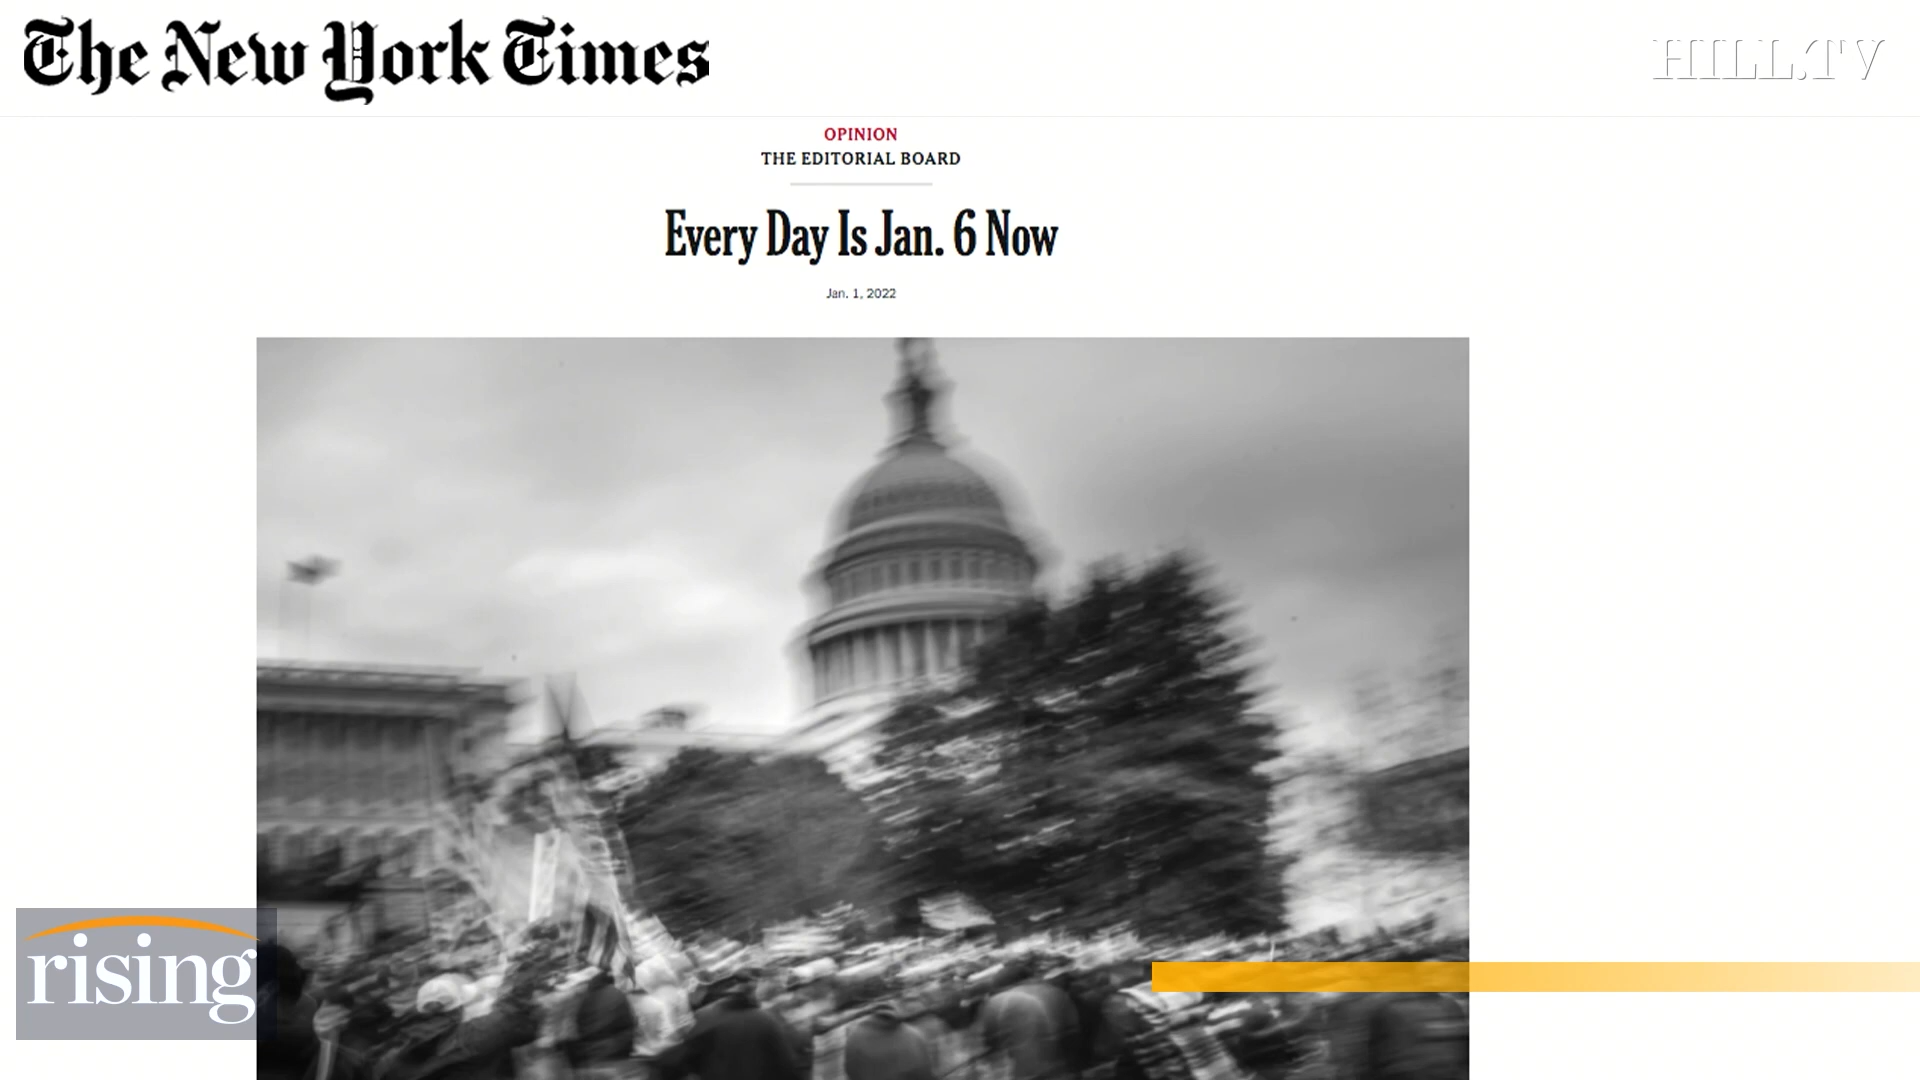 The New York Times
HILL.TV
OPINION
THE EDITORIAL BOARD
Every Day Is Jan. 6 Now
Jan. 1, 2022
rising